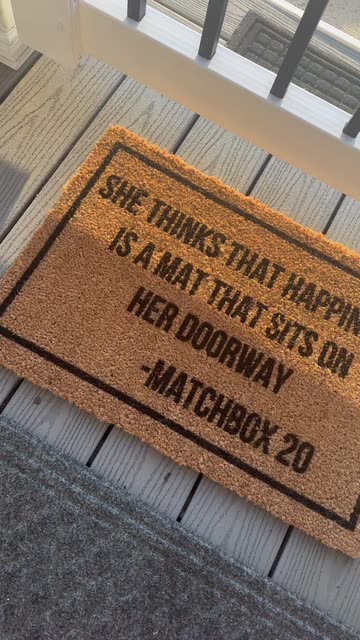 SHE THINKS THAT HAPPIN
IS A MAT THAT SITS ON
HER DOORWAY
-MATCHBOX 20